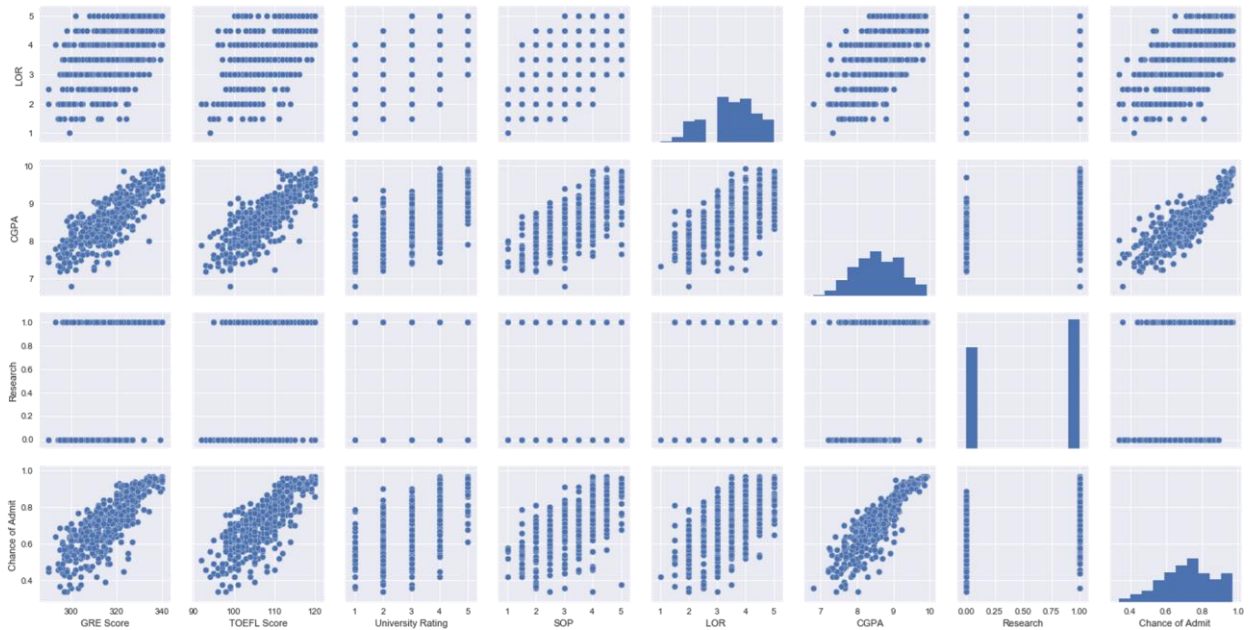 5
4
3
2
1
LOR
10
9
8
7
CGPA
1.0
0.8
0.6
0.4
0.2
0.0
Research
1.0
0.8
0.6
0.4
Chance of Admit
300 320 340
GRE Score
90 100 110 120
TOEFL Score
1 2 3 4 5
University Rating
1 2 3 4 5
SOP
1 2 3 4 5
LOR
7 8 9 10
CGPA
0.00 0.25 0.50 0.75 1.00
Research
0.4 0.6 0.8 1.0
Chance of Admit